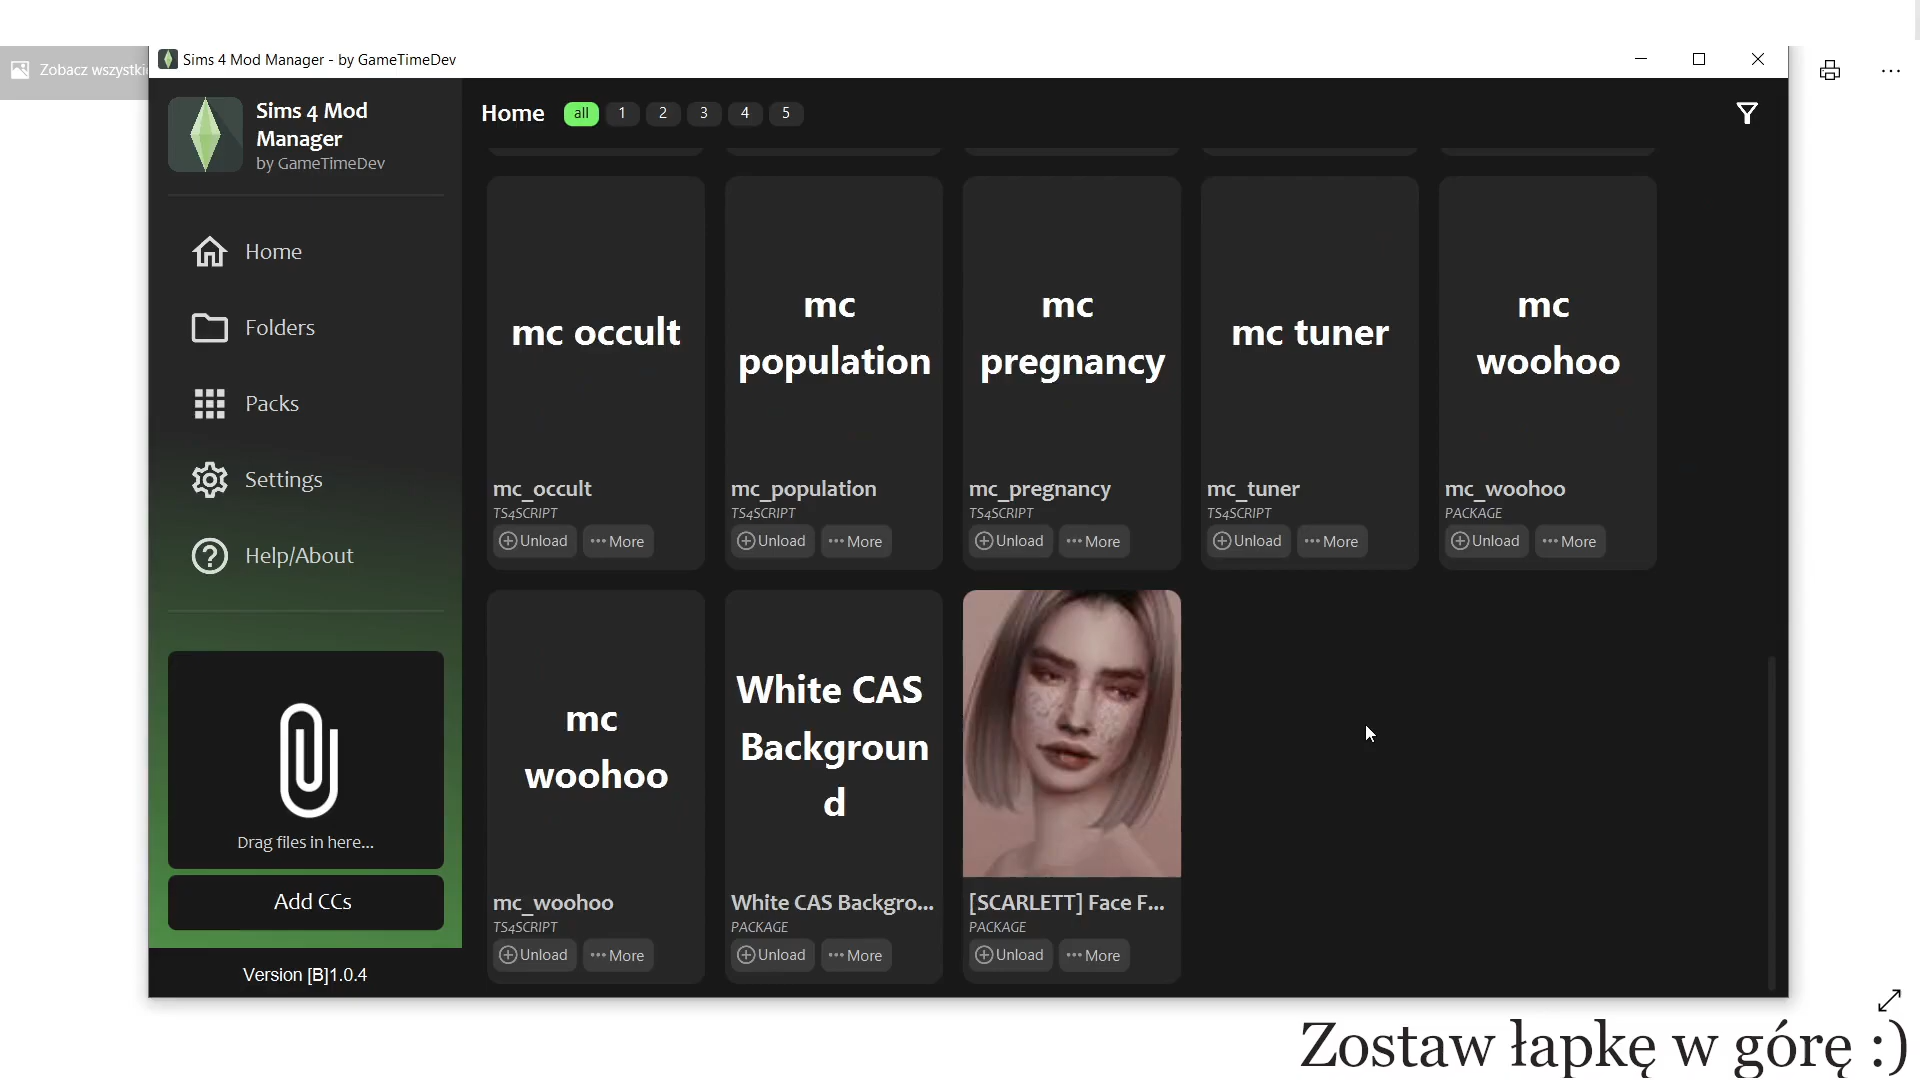 Zobacz wszystki
Sims 4 Mod Manager - by GameTimeDev
Sims 4 Mod
Manager
by GameTimeDev
Home
Folders
Packs
Settings
Help/About
Drag files in here...
Add CCs
Version [B]1.0.4
Home all 1 2 3 4 5
mc occult
mc_occult
TS4SCRIPT
Unload More
mc
population
mc_population
TS4SCRIPT
Unload More
mc
pregnancy
mc_pregnancy
TS4SCRIPT
Unload More
mc tuner
mc_tuner
TS4SCRIPT
Unload More
mc
woohoo
mc_woohoo
PACKAGE
Unload More
mc
woohoo
mc_woohoo
TS4SCRIPT
Unload More
White CAS
Backgroun
d
White CAS Backgro...
PACKAGE
Unload More
[SCARLETT] Face F...
PACKAGE
Unload More
Zostaw łapkę w górę :)